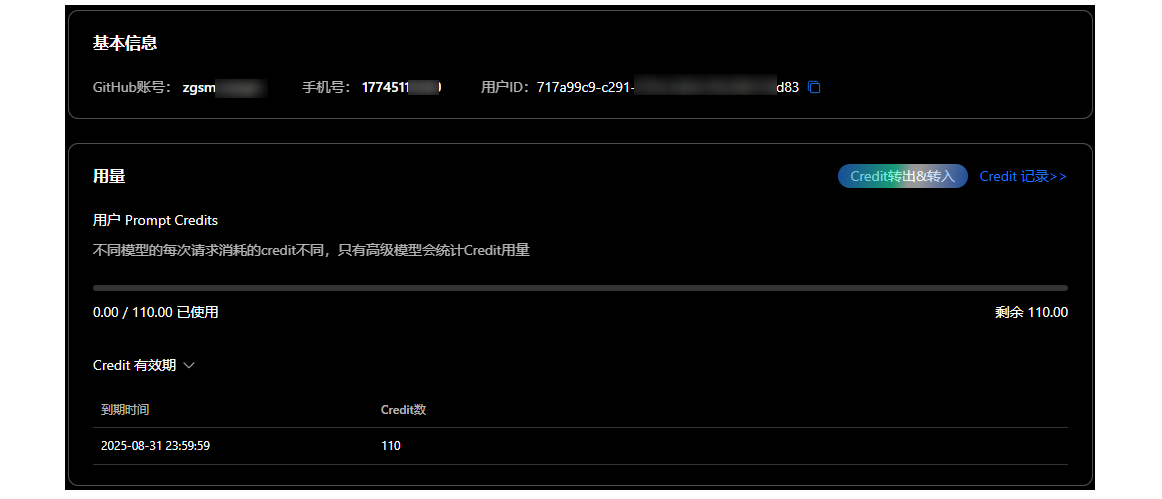 基本信息
GitHub账号： zgsm 手机号： 1774511 用户ID：717a99c9-c291- d83
用量 Credit转出&转入 Credit 记录>>
用户 Prompt Credits
不同模型的每次请求消耗的credit不同，只有高级模型会统计Credit用量
0.00 / 110.00 已使用 剩余 110.00
Credit 有效期
到期时间 Credit数
2025-08-31 23:59:59 110